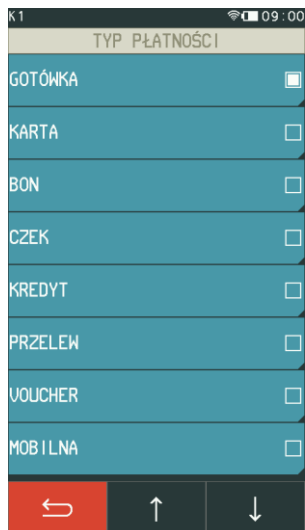 K1 09:00
TYP PŁATNOŚCI
GOTÓWKA
KARTA
BON
CZEK
KREDYT
PRZELEW
VOUCHER
MOBILNA